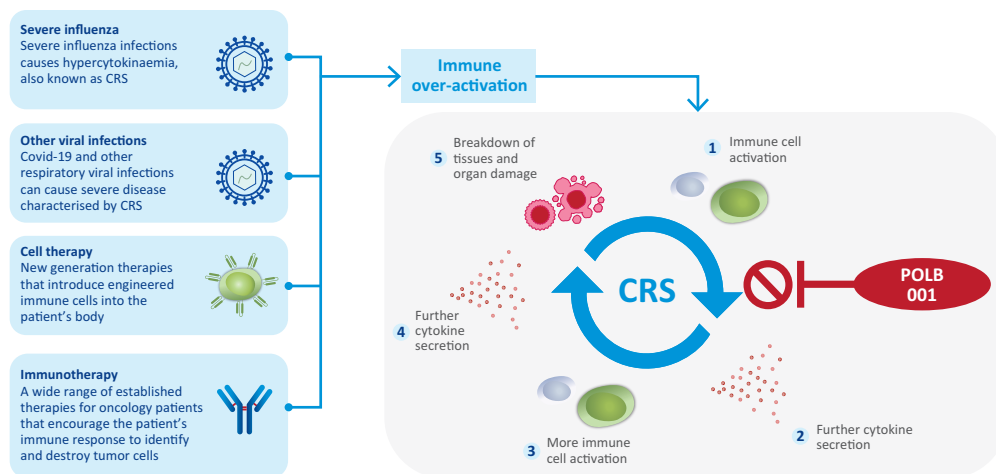 Severe influenza
Severe influenza infections
causes hypercytokinaemia,
also known as CRS
Other viral infections
Covid-19 and other
respiratory viral infections
can cause severe disease
characterised by CRS
Cell therapy
New generation therapies
that introduce engineered
immune cells into the
patient's body
Immunotherapy
A wide range of established
therapies for oncology patients
that encourage the patient's
immune response to identify
and destroy tumor cells
Immune
over-activation
1 Immune cell
activation
2 Further cytokine
secretion
3 More immune
cell activation
4 Further
cytokine
secretion
5 Breakdown of
tissues and
organ damage
CRS
POLB
001